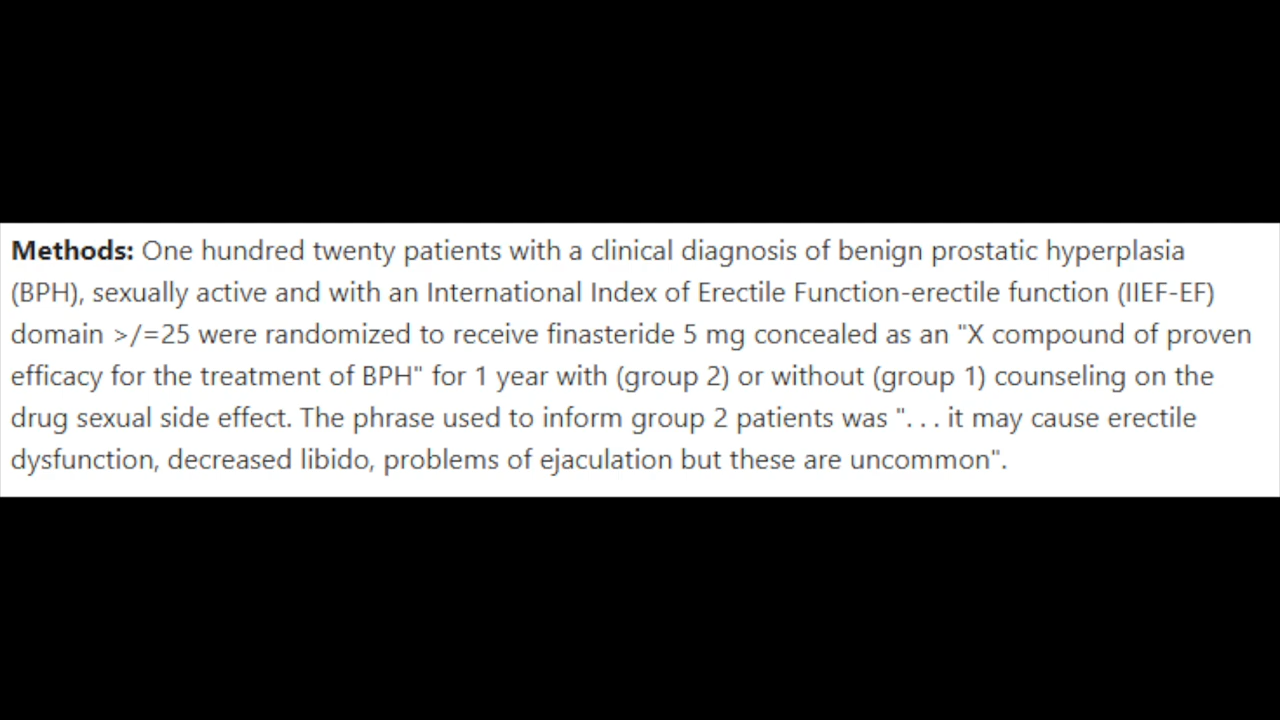 Methods: One hundred twenty patients with a clinical diagnosis of benign prostatic hyperplasia
(BPH), sexually active and with an International Index of Erectile Function-erectile function (IIEF-EF)
domain >/=25 were randomized to receive finasteride 5 mg concealed as an "X compound of proven
efficacy for the treatment of BPH" for 1 year with (group 2) or without (group 1) counseling on the
drug sexual side effect. The phrase used to inform group 2 patients was ". . . it may cause erectile
dysfunction, decreased libido, problems of ejaculation but these are uncommon".